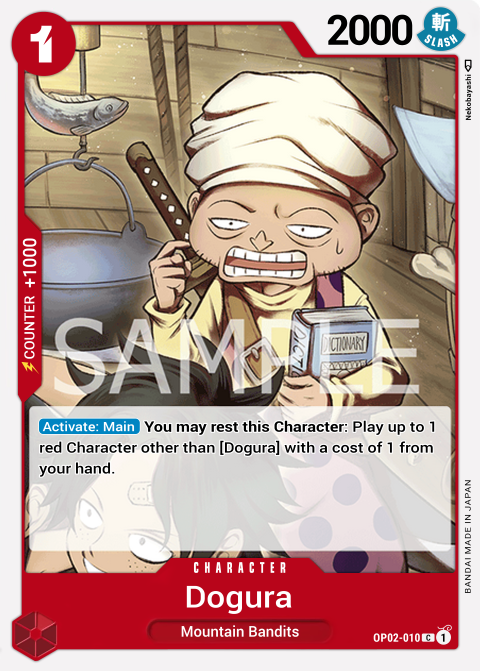 1
2000
斬
SLASH
Nekobayashi
COUNTER +1000
DICTIONARY
DICTI
SAMPLE
Activate: Main You may rest this Character: Play up to 1
red Character other than [Dogura] with a cost of 1 from
your hand.
BANDAI MADE IN JAPAN
CHARACTER
Dogura
Mountain Bandits
OP02-010 C 1